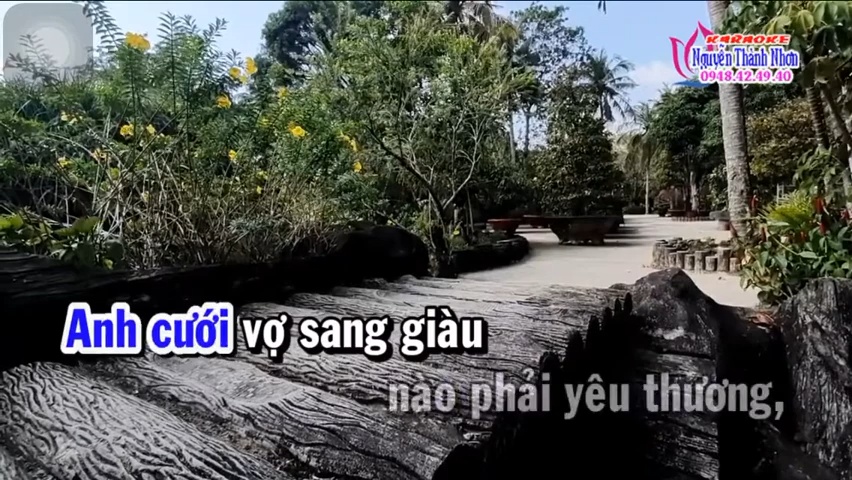 KARAOKE
Nguyễn Thành Nhơn
0948.42.49.40
Anh cưới vợ sang giàu
nào phải yêu thương,